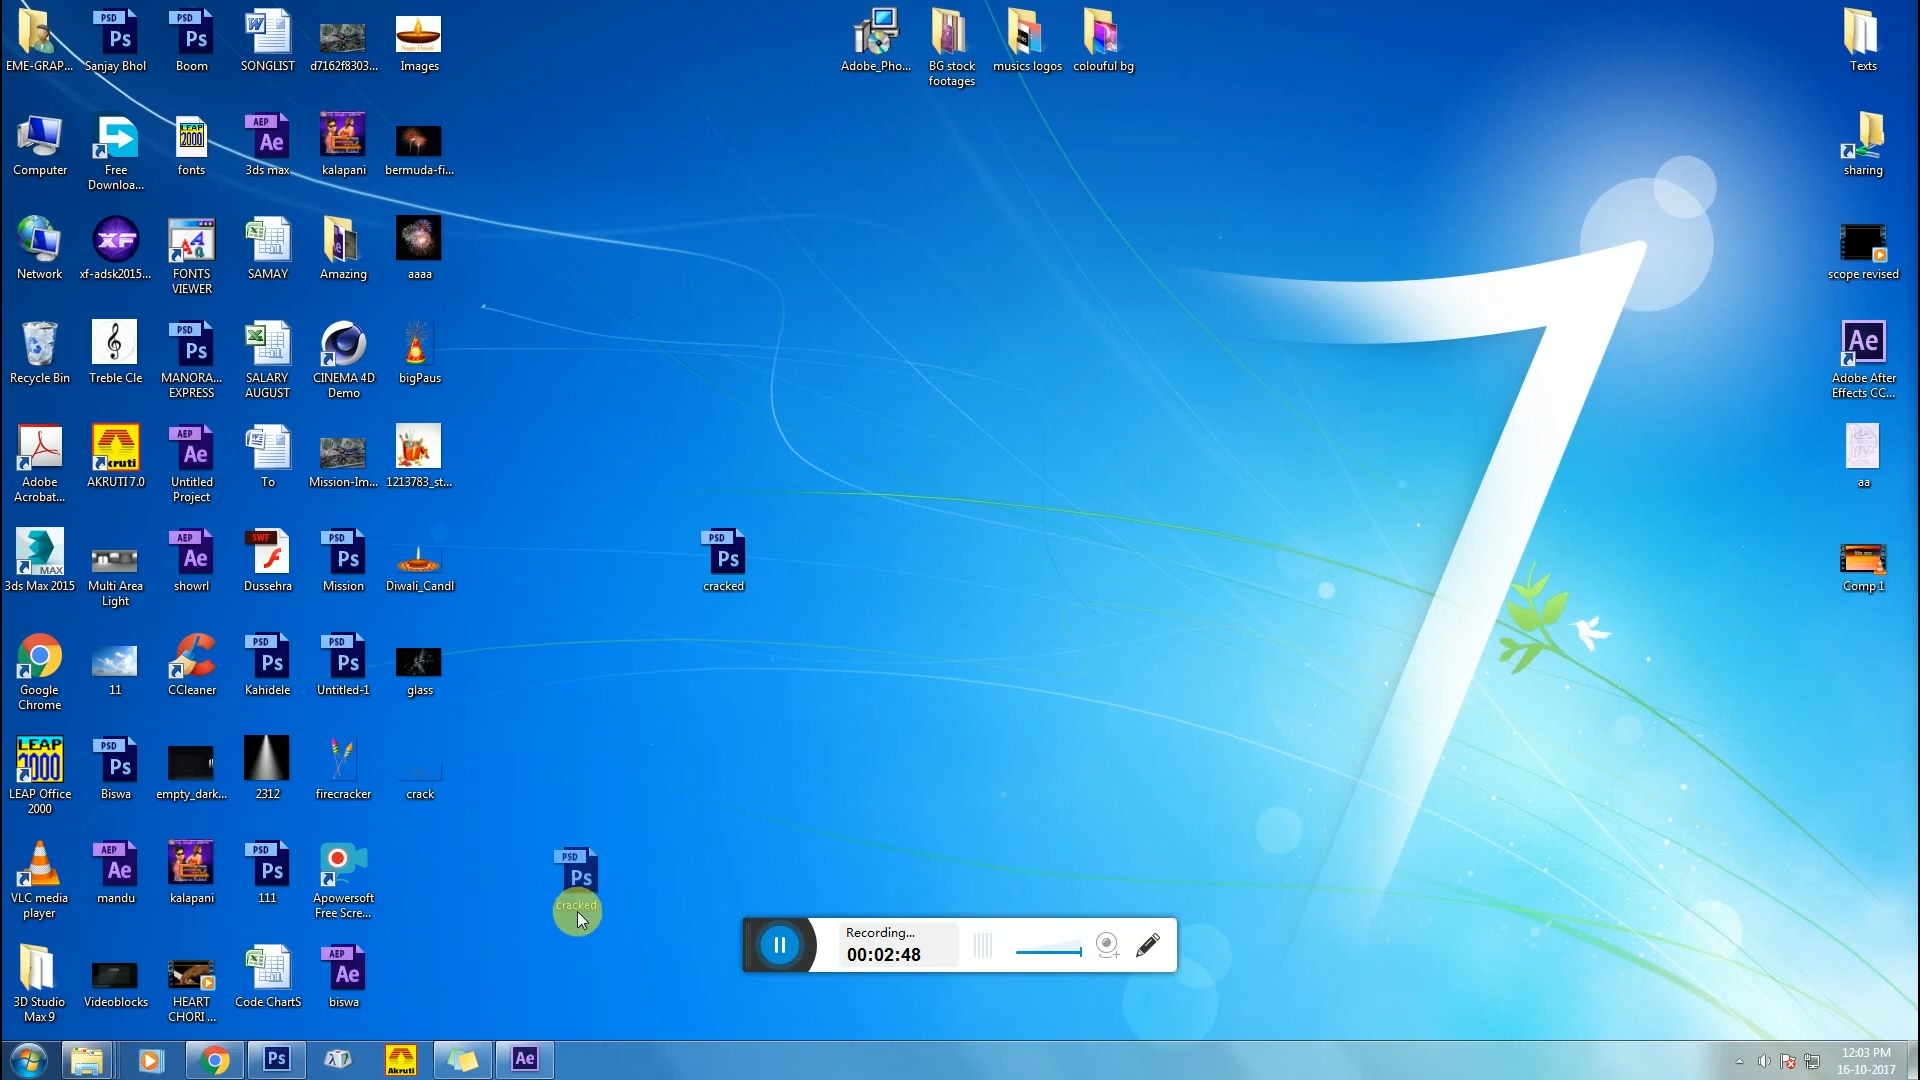 EME-GRAP...
Sanjay Bhol
Boom
SONGLIST
d7162f8303...
Images
Adobe_Pho...
BG stock
footages
musics logos
colouful bg
Texts
Computer
Free
Downloa...
fonts
3ds max
kalapani
bermuda-fi...
sharing
Network
xf-adsk2015...
FONTS
VIEWER
SAMAY
Amazing
aaaa
scope revised
Recycle Bin
Treble Cle
MANORA...
EXPRESS
SALARY
AUGUST
CINEMA 4D
Demo
bigPaus
Adobe After
Effects CC...
Adobe
Acrobat...
AKRUTI 7.0
Untitled
Project
To
Mission-Im...
1213783_st...
aa
3ds Max 2015
Multi Area
Light
showrl
Dussehra
Mission
Diwali_Candl
cracked
Comp 1
Google
Chrome
11
CCleaner
Kahidele
Untitled-1
glass
LEAP Office
2000
Biswa
empty_dark...
2312
firecracker
crack
VLC media
player
mandu
kalapani
111
Apowersoft
Free Scre...
cracked
Recording...
00:02:48
3D Studio
Max 9
Videoblocks
HEART
CHORI ...
Code ChartS
biswa
12:03 PM
16-10-2017